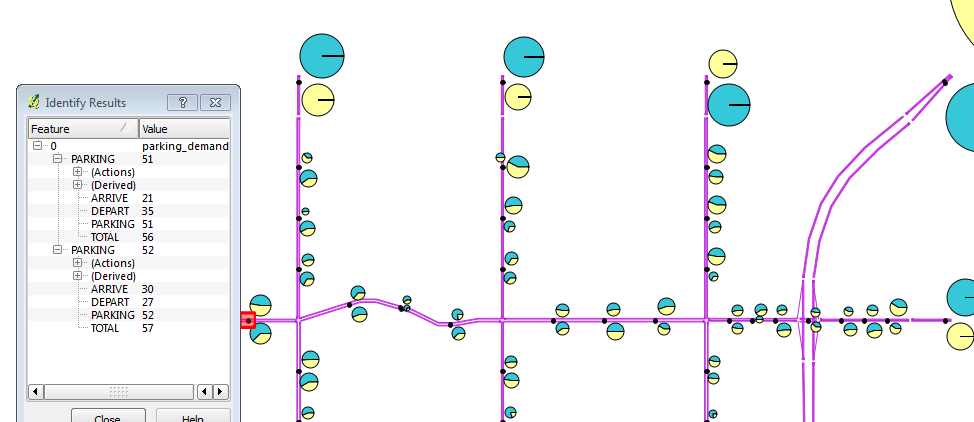 Identify Results
Feature Value
0 parking_demand
PARKING 51
(Actions)
(Derived)
ARRIVE 21
DEPART 35
PARKING 51
TOTAL 56
PARKING 52
(Actions)
(Derived)
ARRIVE 30
DEPART 27
PARKING 52
TOTAL 57
Close Help